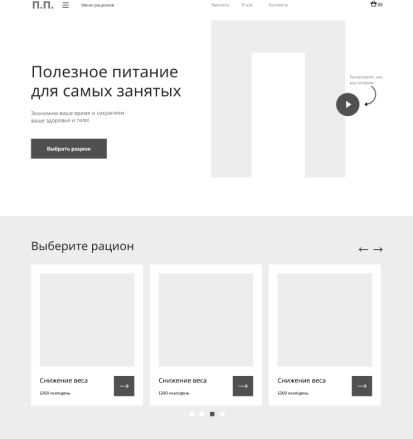 П.П.
Меню рационов
Заказать
О нас
Контакты
(0)
Полезное питание
для самых занятых
Посмотрите, как
мы готовим
Экономим ваше время и сохраняем
ваше здоровье и тело!
Выбрать рацион
Выберите рацион
Снижение веса
1200 ккал/день
Снижение веса
1200 ккал/день
Снижение веса
1200 ккал/день